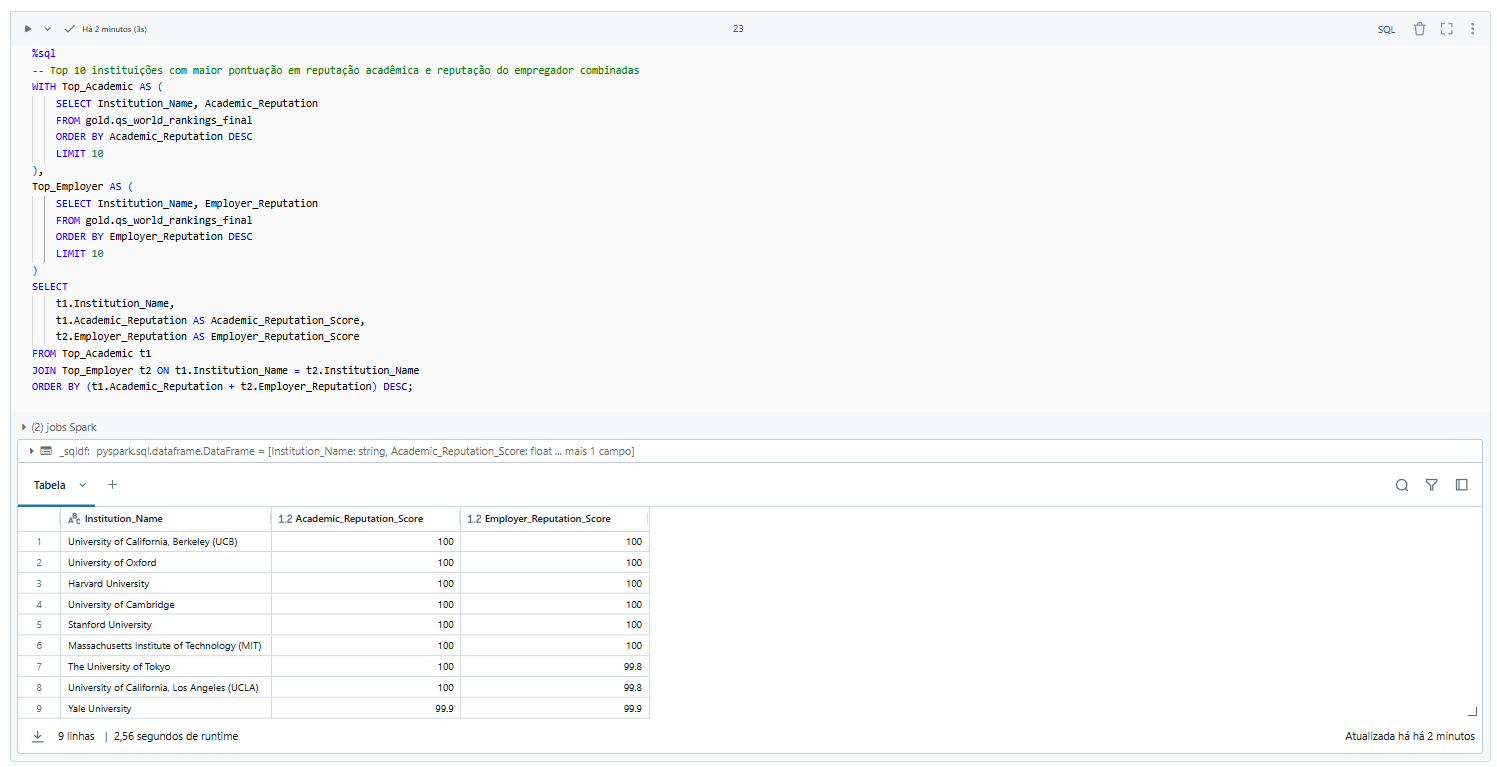 Há 2 minutos (3s)
23
SQL
%sql
-- Top 10 instituições com maior pontuação em reputação acadêmica e reputação do empregador combinadas
WITH Top_Academic AS (
    SELECT Institution_Name, Academic_Reputation
    FROM gold.qs_world_rankings_final
    ORDER BY Academic_Reputation DESC
    LIMIT 10
),
Top_Employer AS (
    SELECT Institution_Name, Employer_Reputation
    FROM gold.qs_world_rankings_final
    ORDER BY Employer_Reputation DESC
    LIMIT 10
)
SELECT
    t1.Institution_Name,
    t1.Academic_Reputation AS Academic_Reputation_Score,
    t2.Employer_Reputation AS Employer_Reputation_Score
FROM Top_Academic t1
JOIN Top_Employer t2 ON t1.Institution_Name = t2.Institution_Name
ORDER BY (t1.Academic_Reputation + t2.Employer_Reputation) DESC;
(2) jobs Spark
_sqldf: pyspark.sql.dataframe.DataFrame = [Institution_Name: string, Academic_Reputation_Score: float ... mais 1 campo]
Tabela
ABC Institution_Name 1.2 Academic_Reputation_Score 1.2 Employer_Reputation_Score
1 University of California, Berkeley (UCB) 100 100
2 University of Oxford 100 100
3 Harvard University 100 100
4 University of Cambridge 100 100
5 Stanford University 100 100
6 Massachusetts Institute of Technology (MIT) 100 100
7 The University of Tokyo 100 99.8
8 University of California, Los Angeles (UCLA) 100 99.8
9 Yale University 99.9 99.9
9 linhas | 2,56 segundos de runtime
Atualizada há há 2 minutos